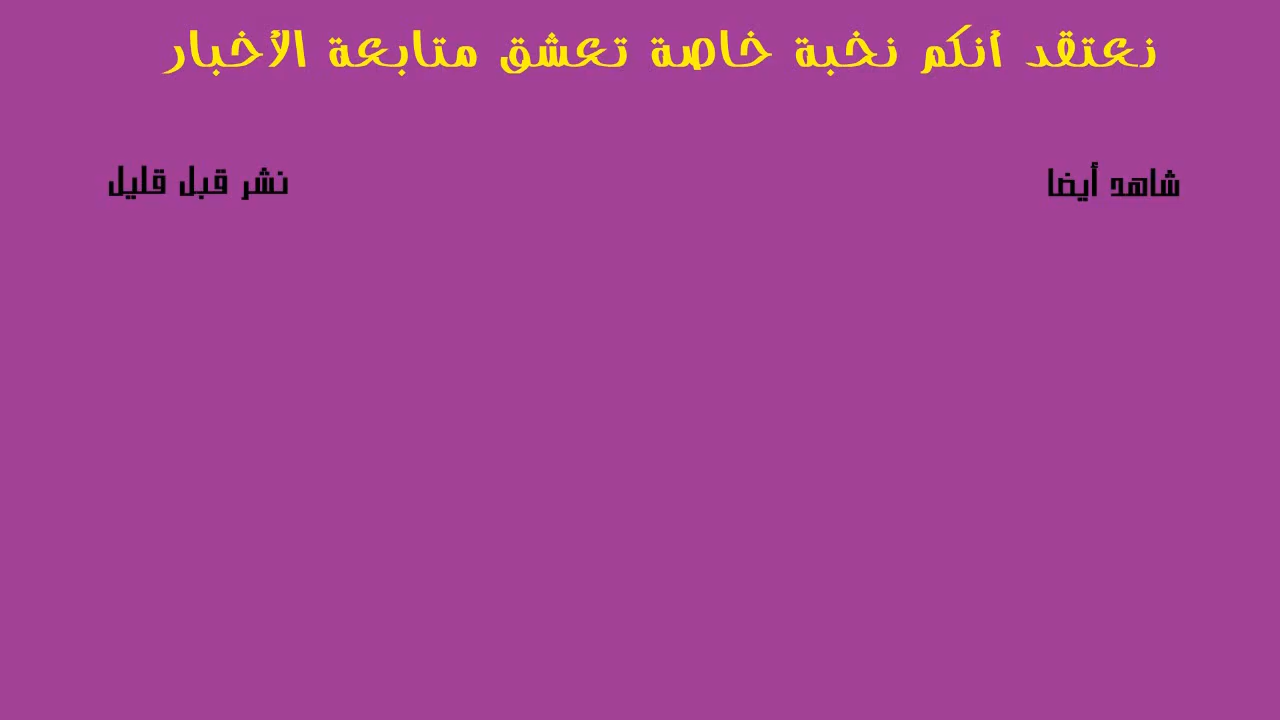 نعتقد أنكم نخبة خاصة تعشق متابعة الأخبار
شاهد أيضا
نشر قبل قليل